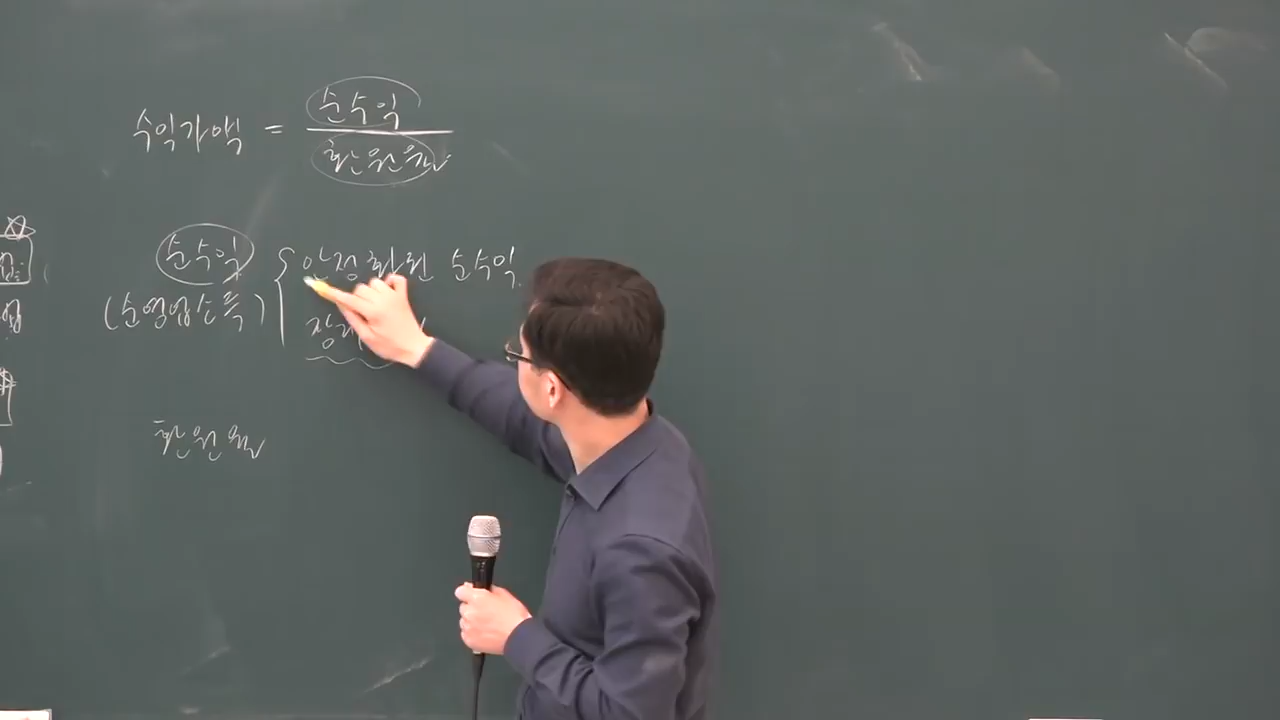 수익가액 = 순수익
환원율
순수익 { 안정화된 순수익
(순영업소득)
환원율